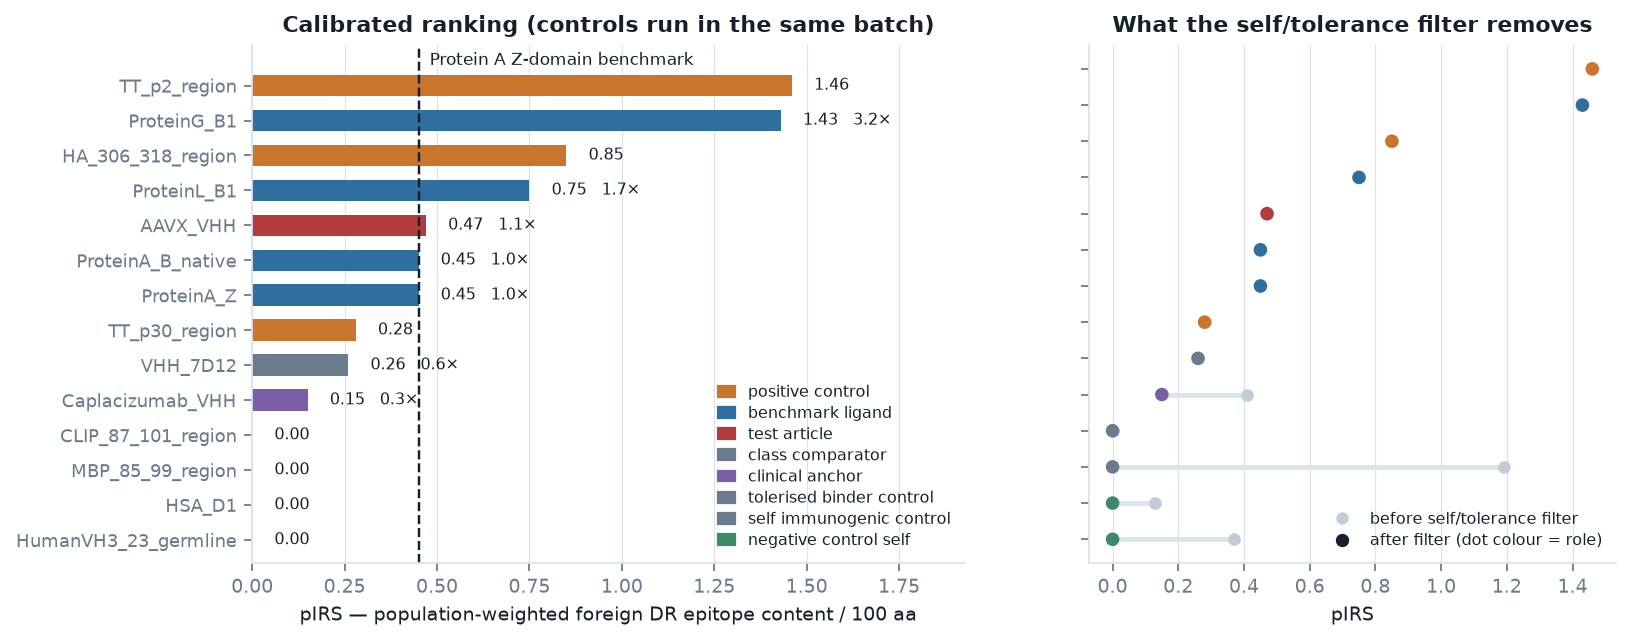 Calibrated ranking (controls run in the same batch)
Protein A Z-domain benchmark
TT_p2_region
1.46
ProteinG_B1
1.43 3.2×
HA_306_318_region
0.85
ProteinL_B1
0.75 1.7×
AAVX_VHH
0.47 1.1×
ProteinA_B_native
0.45 1.0×
ProteinA_Z
0.45 1.0×
TT_p30_region
0.28
VHH_7D12
0.26 0.6×
Caplacizumab_VHH
0.15 0.3×
CLIP_87_101_region
0.00
MBP_85_99_region
0.00
HSA_D1
0.00
HumanVH3_23_germline
0.00
positive control
benchmark ligand
test article
class comparator
clinical anchor
tolerised binder control
self immunogenic control
negative control self
0.00 0.25 0.50 0.75 1.00 1.25 1.50 1.75
pIRS — population-weighted foreign DR epitope content / 100 aa
What the self/tolerance filter removes
before self/tolerance filter
after filter (dot colour = role)
0.0 0.2 0.4 0.6 0.8 1.0 1.2 1.4
pIRS